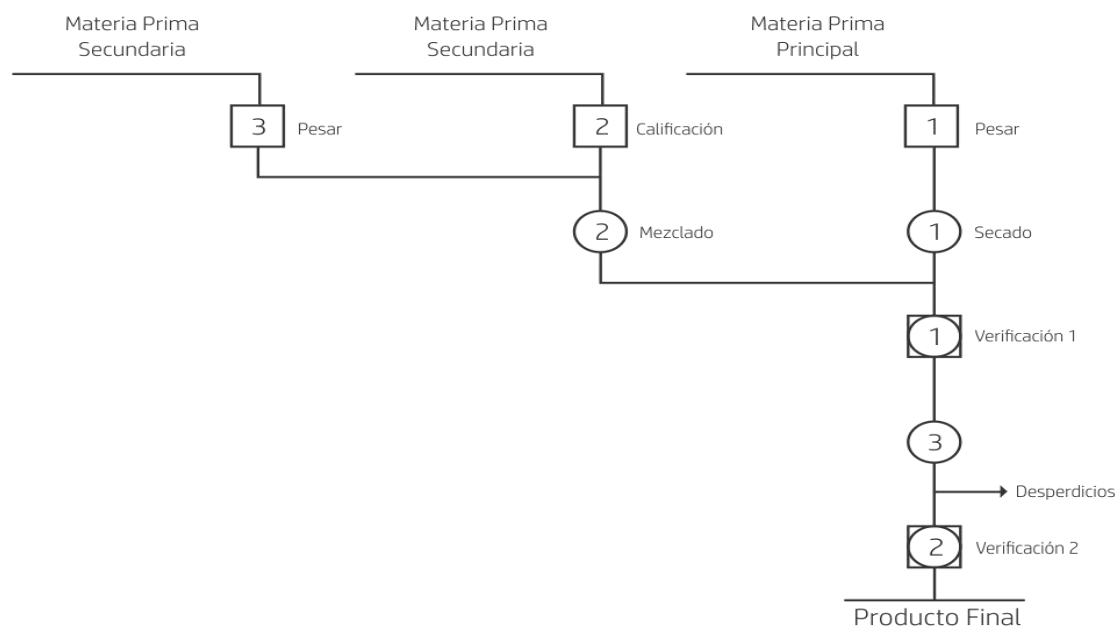 Materia Prima
Secundaria
Materia Prima
Secundaria
Materia Prima
Principal
3 Pesar
2 Calificación
1 Pesar
2 Mezclado
1 Secado
1 Verificación 1
3
Desperdicios
2 Verificación 2
Producto Final